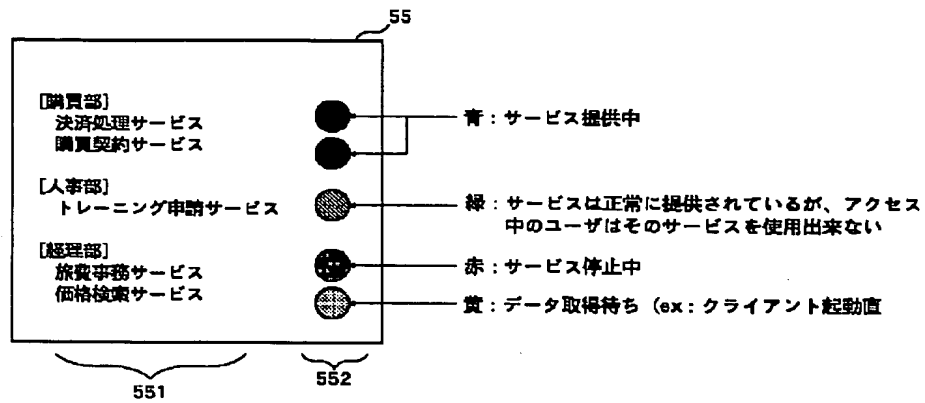 55
[購買部]
決済処理サービス
購買契約サービス
青：サービス提供中
[人事部]
トレーニング申請サービス
緑：サービスは正常に提供されているが、アクセス
中のユーザはそのサービスを使用出来ない
[経理部]
旅費事務サービス
価格検索サービス
赤：サービス停止中
黄：データ取得待ち（ex：クライアント起動直
551
552